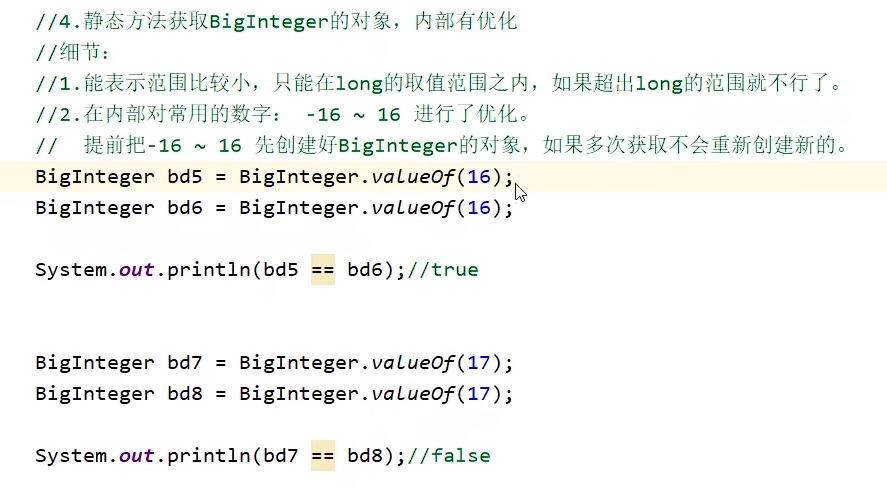 //4.静态方法获取BigInteger的对象，内部有优化
//细节：
//1.能表示范围比较小，只能在long的取值范围之内，如果超出long的范围就不行了。
//2.在内部对常用的数字： -16 ~ 16 进行了优化。
//  提前把-16 ~ 16 先创建好BigInteger的对象，如果多次获取不会重新创建新的。
BigInteger bd5 = BigInteger.valueOf(16);
BigInteger bd6 = BigInteger.valueOf(16);
System.out.println(bd5 == bd6);//true
BigInteger bd7 = BigInteger.valueOf(17);
BigInteger bd8 = BigInteger.valueOf(17);
System.out.println(bd7 == bd8);//false